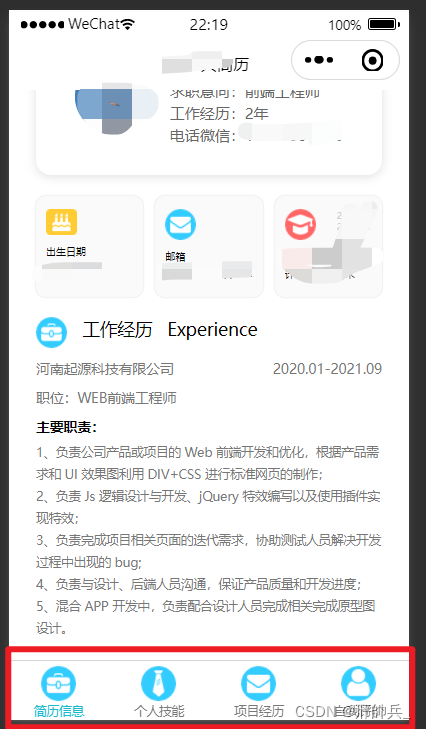 WeChat
22:19
100%
简历
求职意向：前端工程师
工作经历：2年
电话微信：
出生日期
邮箱
工作经历 Experience
河南起源科技有限公司 2020.01-2021.09
职位：WEB前端工程师
主要职责：
1、负责公司产品或项目的 Web 前端开发和优化，根据产品需
求和 UI 效果图利用 DIV+CSS 进行标准网页的制作；
2、负责 Js 逻辑设计与开发、jQuery 特效编写以及使用插件实
现特效；
3、负责完成项目相关页面的迭代需求，协助测试人员解决开发
过程中出现的 bug;
4、负责与设计、后端人员沟通，保证产品质量和开发进度；
5、混合 APP 开发中，负责配合设计人员完成相关完成原型图
设计。
简历信息 个人技能 项目经历
CSDN @胖帅兵_